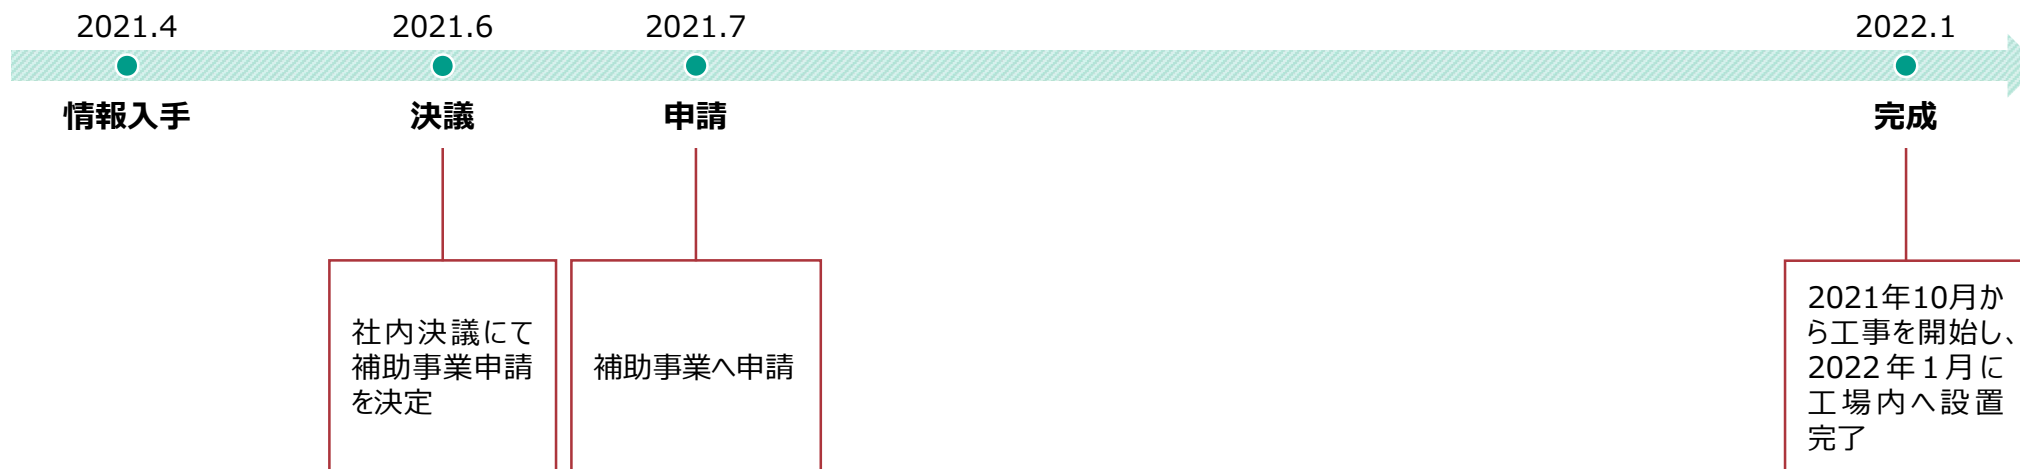 2021.4
2021.6
2021.7
2022.1
情報入手
決議
申請
完成
社内決議にて
補助事業申請
を決定
補助事業へ申請
2021年10月か
ら工事を開始し、
2022年1月に
工場内へ設置
完了